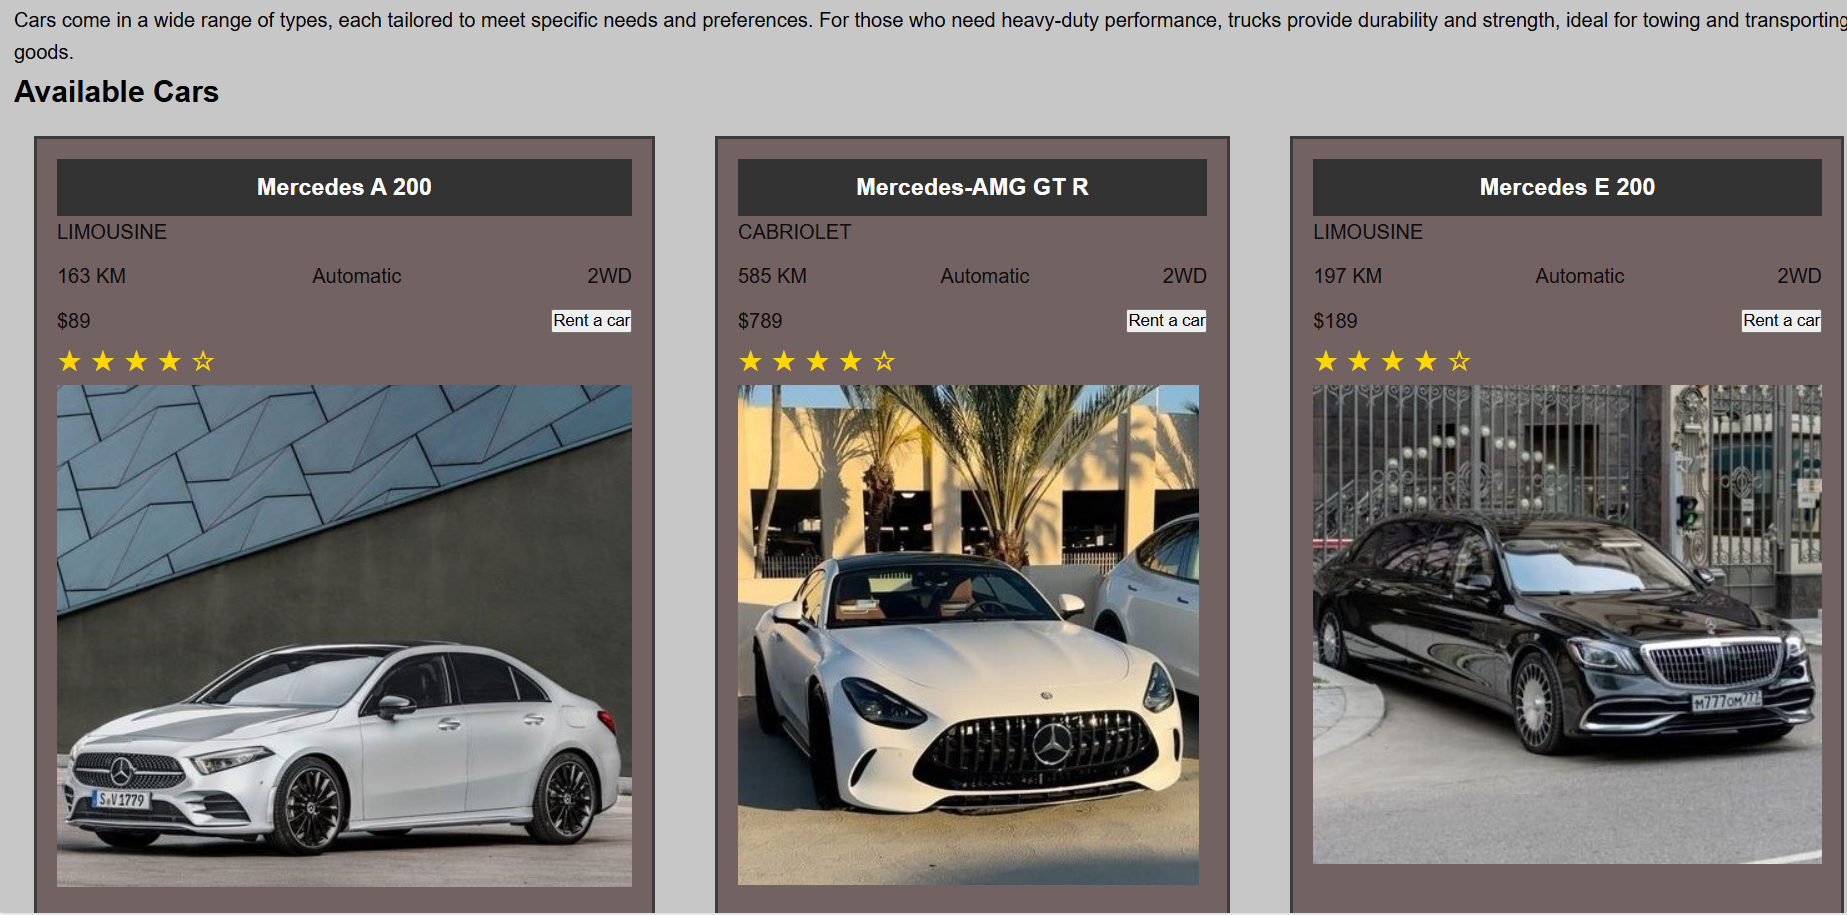 Cars come in a wide range of types, each tailored to meet specific needs and preferences. For those who need heavy-duty performance, trucks provide durability and strength, ideal for towing and transporting
goods.
Available Cars
Mercedes A 200
LIMOUSINE
163 KM Automatic 2WD
$89 Rent a car
★ ★ ★ ★ ☆
S V 1779
Mercedes-AMG GT R
CABRIOLET
585 KM Automatic 2WD
$789 Rent a car
★ ★ ★ ★ ☆
Mercedes E 200
LIMOUSINE
197 KM Automatic 2WD
$189 Rent a car
★ ★ ★ ★ ☆
М777ОМ 777